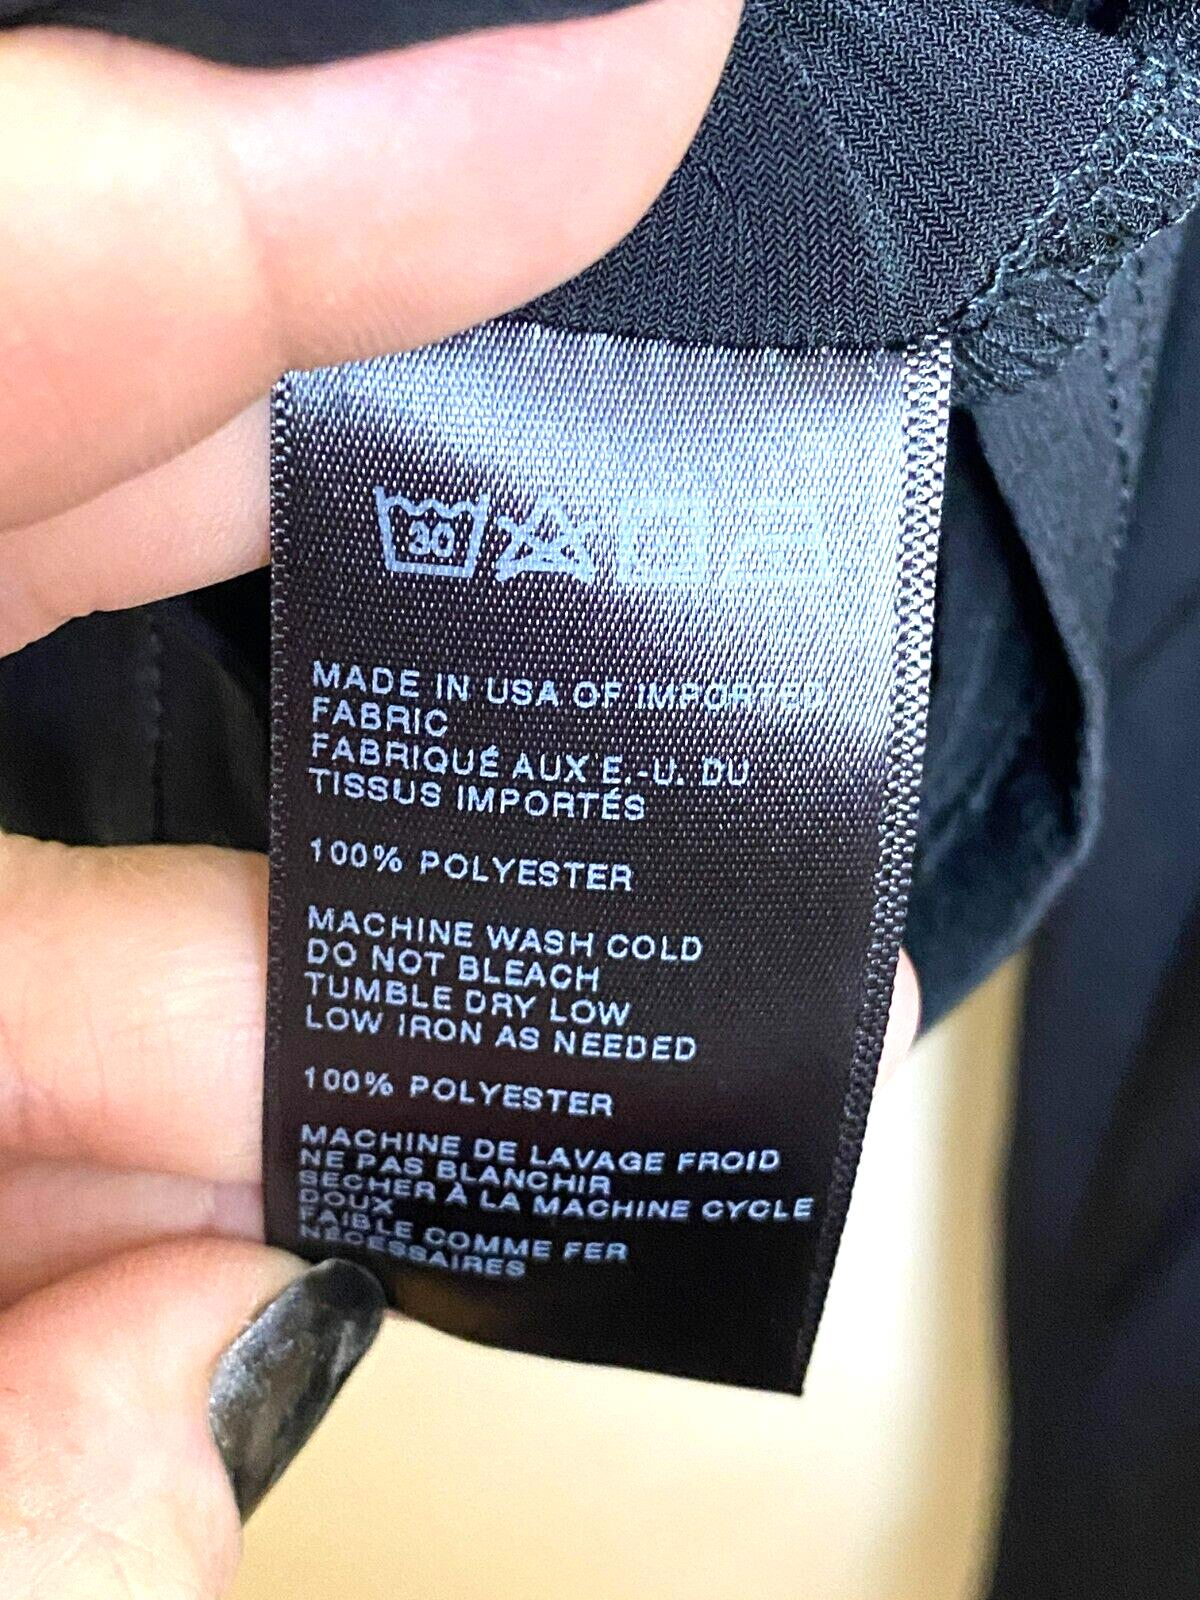 30
MADE IN USA OF IMPORTED
FABRIC
FABRIQUÉ AUX E.-U. DU
TISSUS IMPORTÉS
100% POLYESTER
MACHINE WASH COLD
DO NOT BLEACH
TUMBLE DRY LOW
LOW IRON AS NEEDED
100% POLYESTER
MACHINE DE LAVAGE FROID
NE PAS BLANCHIR
SECHER À LA MACHINE CYCLE
DOUX
FAIBLE COMME FER
NÉCESSAIRES